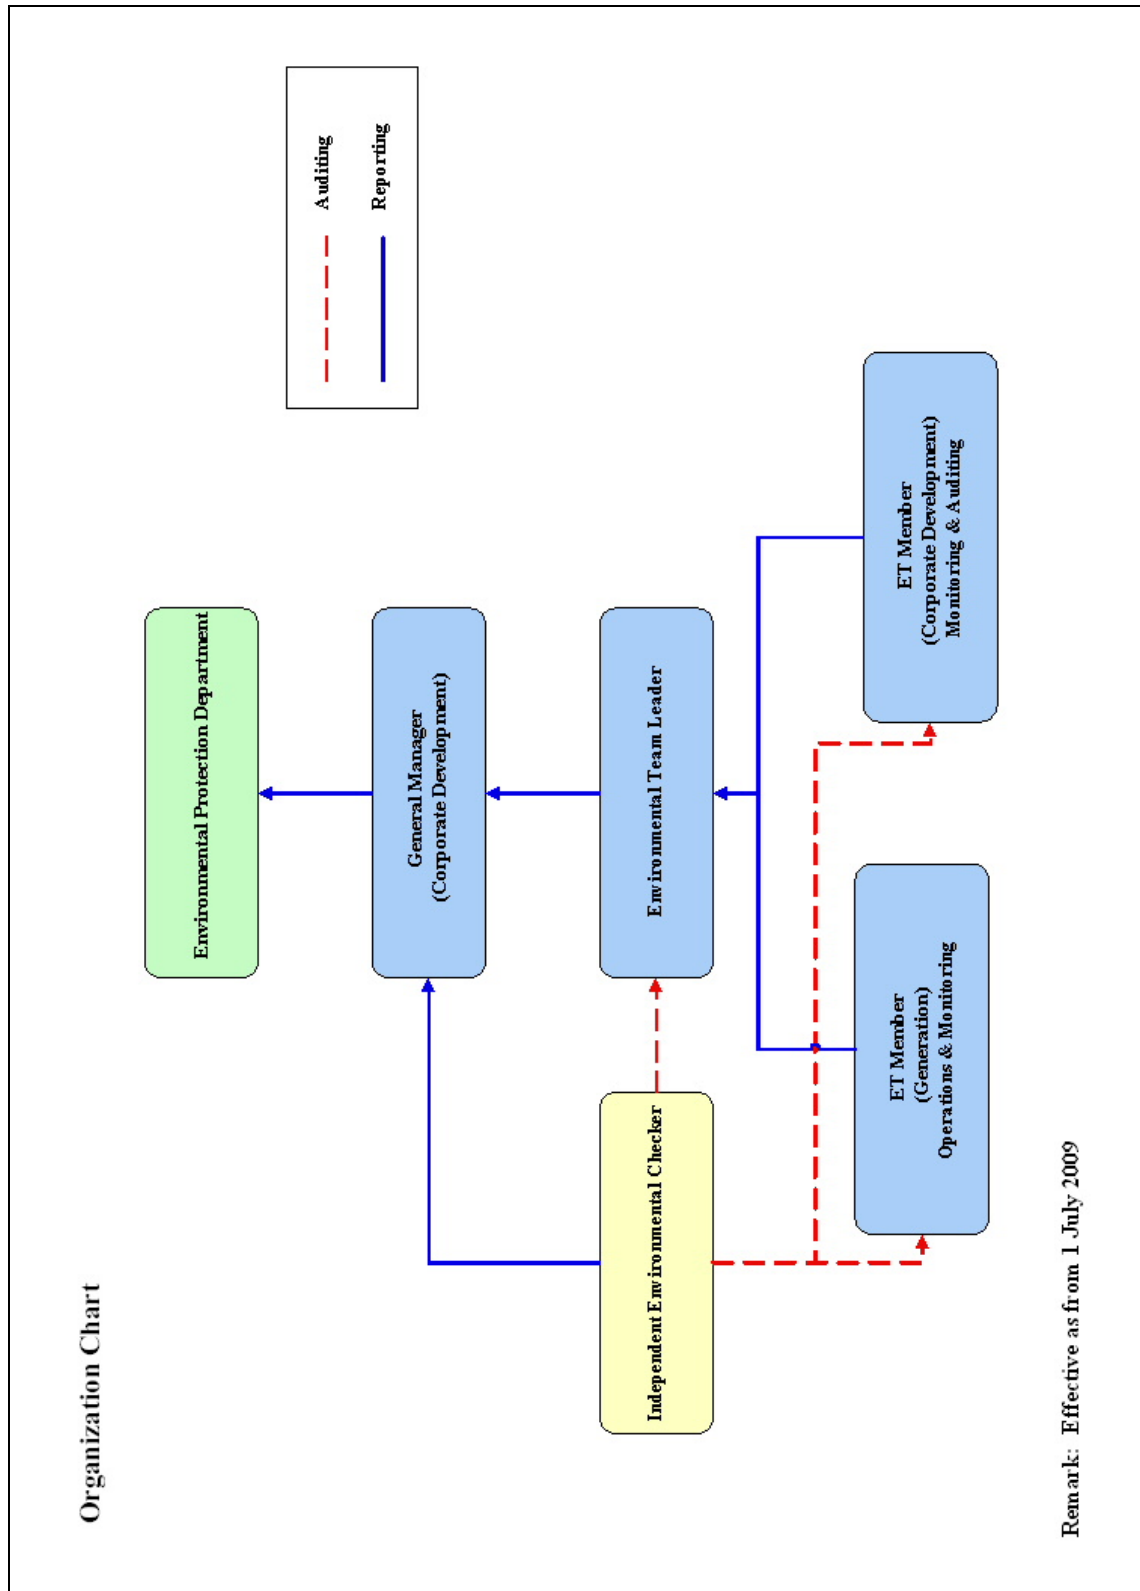 Organization Chart
Auditing
Reporting
Environmental Protection Department
General Manager
(Corporate Development)
Independent Environmental Checker
Environmental Team Leader
ET Member
(Generation)
Operations & Monitoring
ET Member
(Corporate Development)
Monitoring & Auditing
Remark: Effective as from 1 July 2009